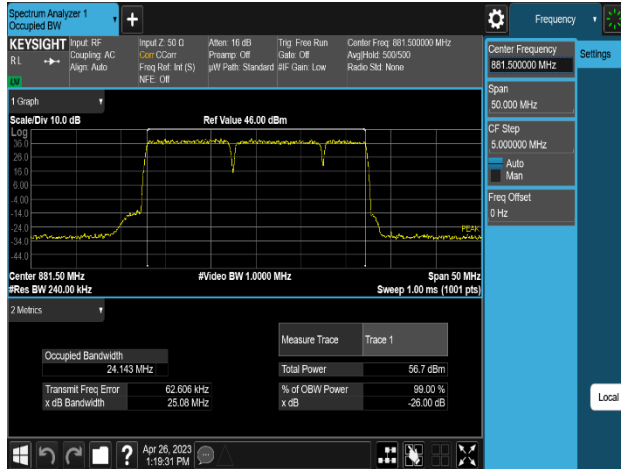 Spectrum Analyzer 1
Occupied BW
+
Frequency
KEYSIGHT
RL
Input: RF
Coupling: AC
Align: Auto
Input Z: 50 Ω
Corr CCorr
Freq Ref: Int (S)
NFE: Off
Atten: 16 dB
Preamp: Off
µW Path: Standard
Trig: Free Run
Gate: Off
#IF Gain: Low
Center Freq: 881.500000 MHz
Avg|Hold: 500/500
Radio Std: None
Center Frequency
881.500000 MHz
Settings
Span
50.000 MHz
CF Step
5.000000 MHz
Auto
Man
Freq Offset
0 Hz
1 Graph
Scale/Div 10.0 dB
Ref Value 46.00 dBm
Log
36.0
26.0
16.0
6.00
-4.00
-14.0
-24.0
-34.0
-44.0
PEAK
Center 881.50 MHz
#Video BW 1.0000 MHz
Span 50 MHz
#Res BW 240.00 kHz
Sweep 1.00 ms (1001 pts)
2 Metrics
Measure Trace
Trace 1
Occupied Bandwidth
24.143 MHz
Total Power
56.7 dBm
Transmit Freq Error
62.606 kHz
% of OBW Power
99.00 %
x dB Bandwidth
25.08 MHz
x dB
-26.00 dB
Local
?
Apr 26, 2023
1:19:31 PM